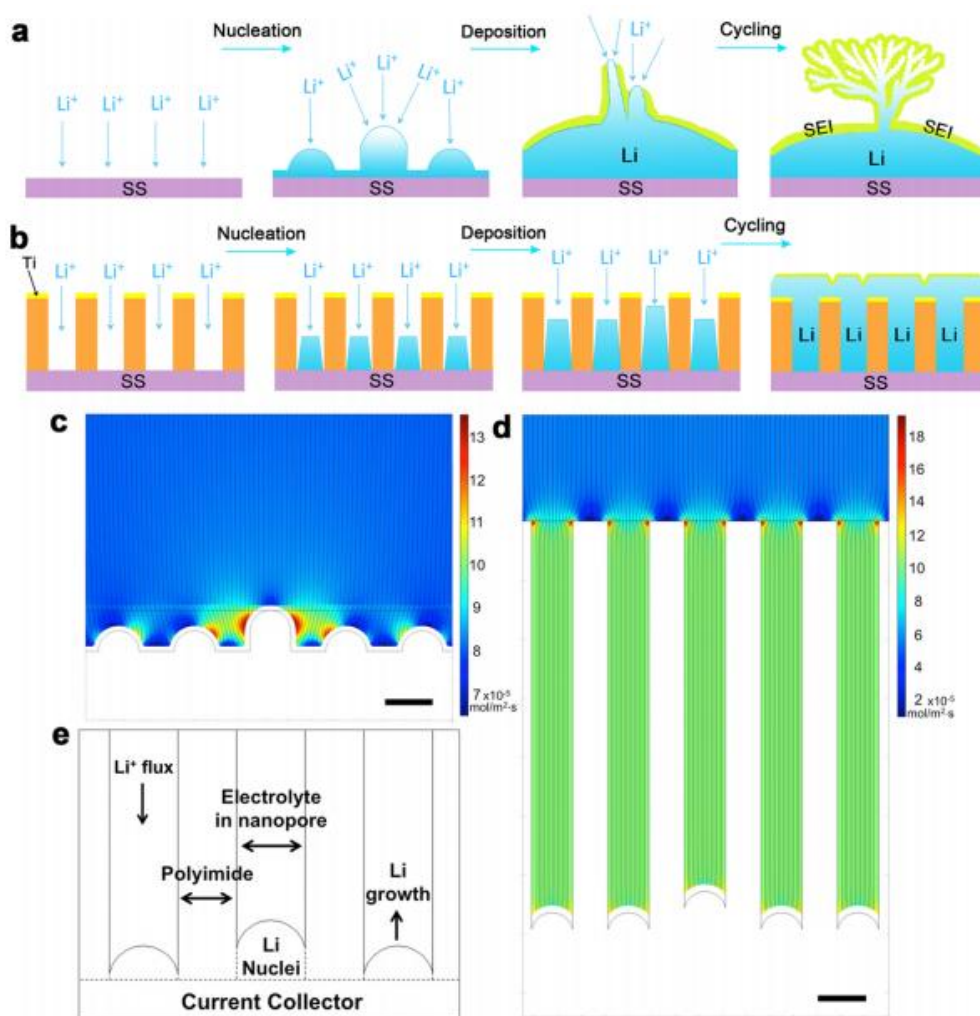 a
Nucleation Deposition Cycling
Li⁺ Li⁺ Li⁺ Li⁺
Li⁺ Li⁺ Li⁺ Li⁺ Li⁺
Li⁺
SEI SEI
Li Li
SS SS SS SS
b
Nucleation Deposition Cycling
Ti Li⁺ Li⁺ Li⁺ Li⁺ Li⁺ Li⁺ Li⁺ Li⁺ Li⁺ Li⁺ Li⁺ Li⁺
Li Li Li Li
SS SS SS SS
c
13
12
11
10
9
8
7 x10⁻⁵
mol/m²·s
d
18
16
14
12
10
8
6
4
2 x10⁻⁵
mol/m²·s
e
Li⁺ flux
Electrolyte
in nanopore
Polyimide
Li
growth
Li
Nuclei
Current Collector